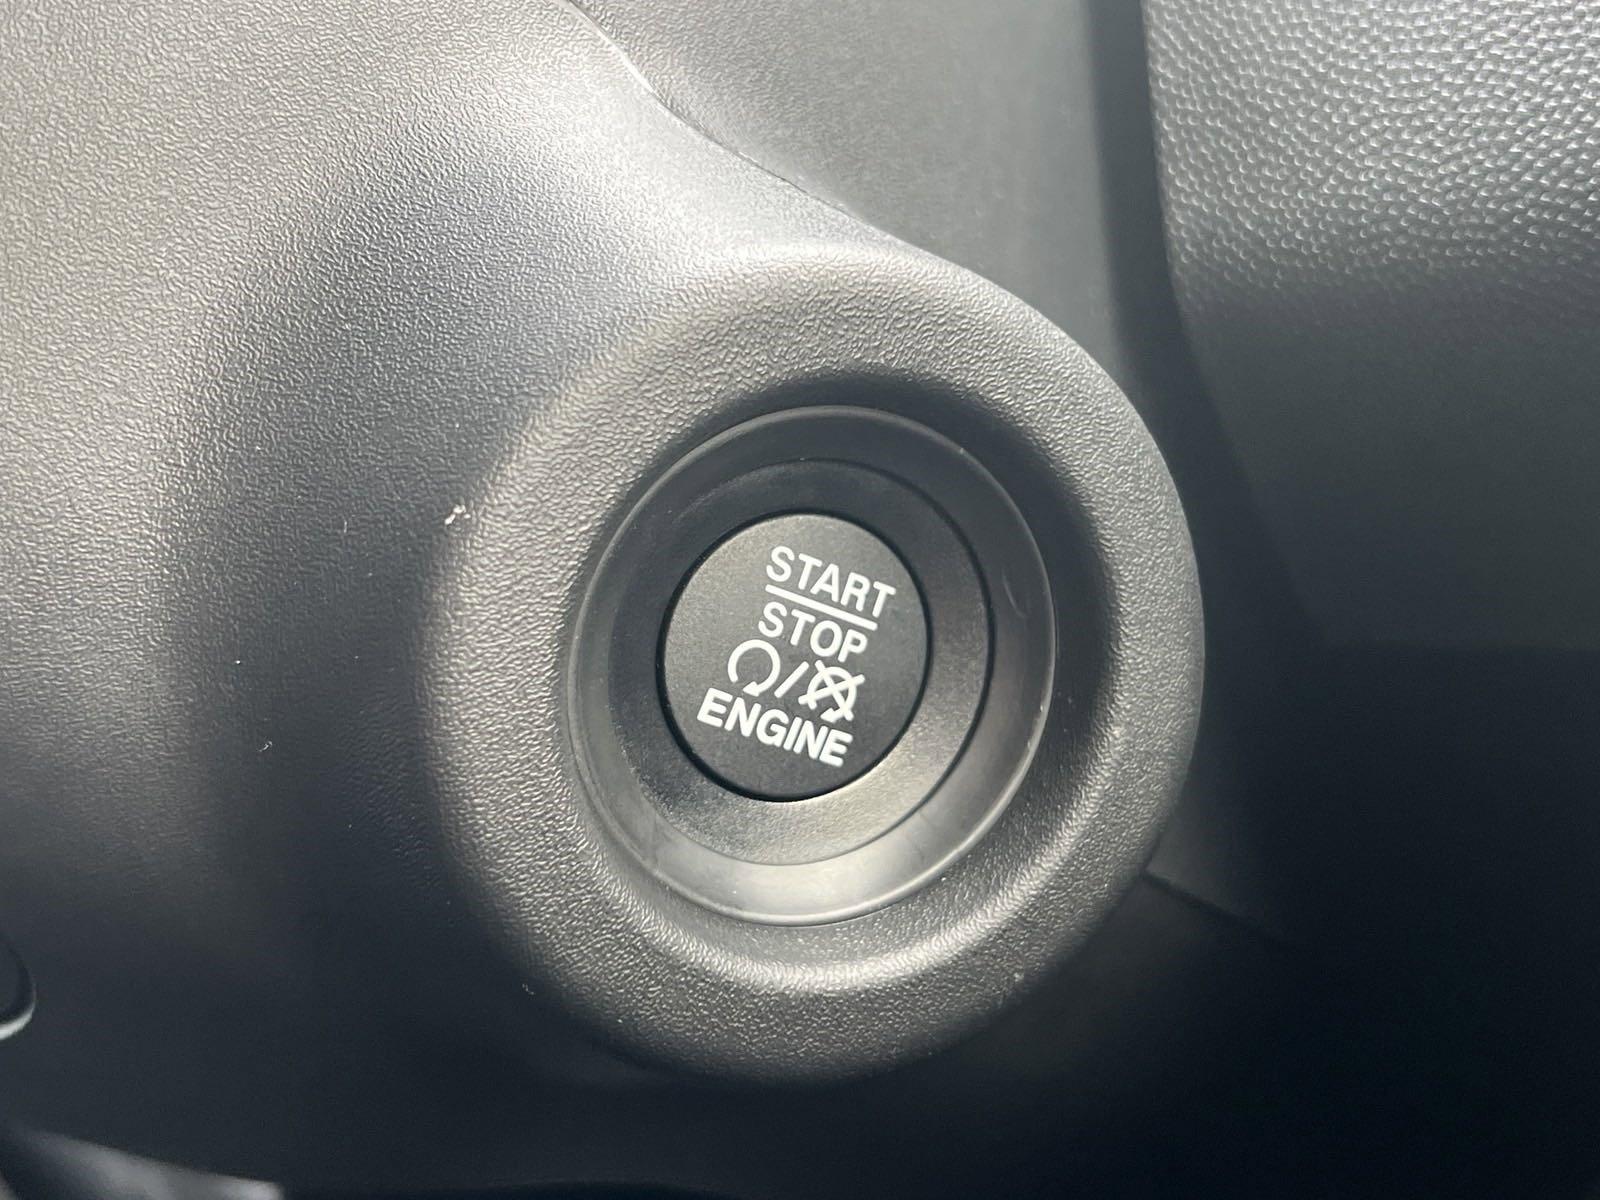 START
STOP
/
ENGINE